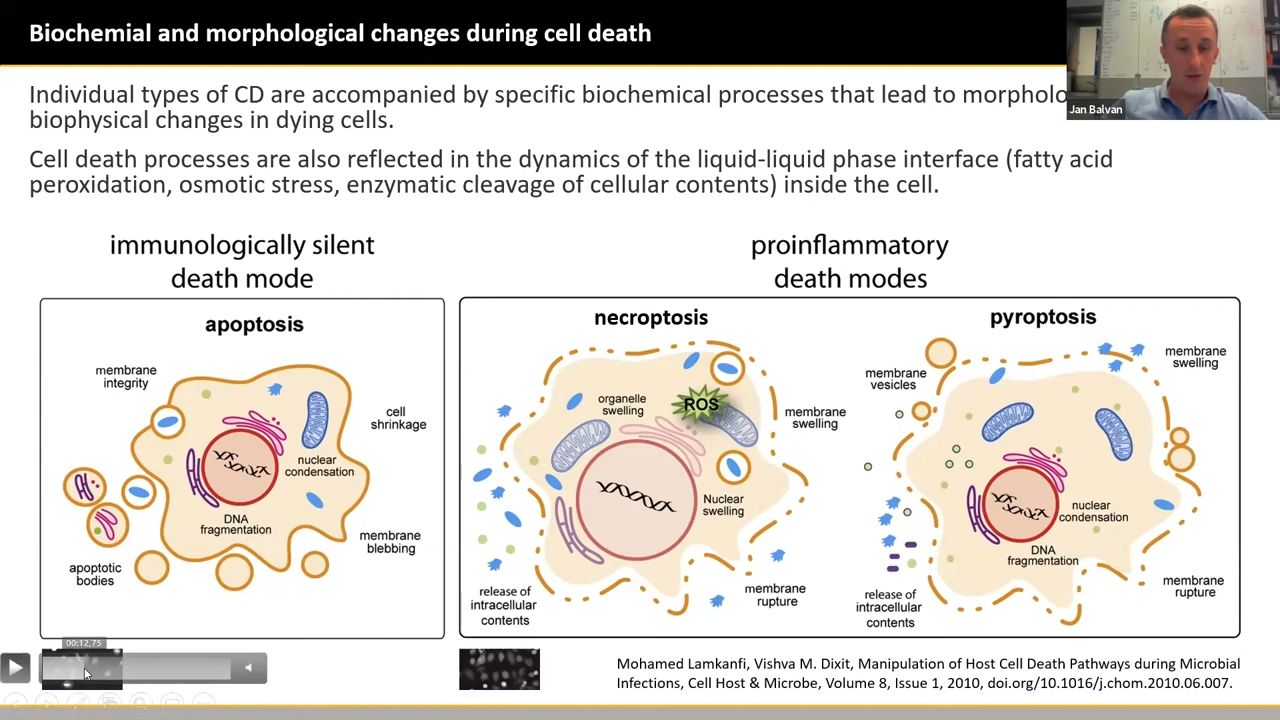 Biochemial and morphological changes during cell death
Individual types of CD are accompanied by specific biochemical processes that lead to
biophysical changes in dying cells.
Jan Balvan
Cell death processes are also reflected in the dynamics of the liquid-liquid phase interface (fatty acid
peroxidation, osmotic stress, enzymatic cleavage of cellular contents) inside the cell.
immunologically silent
death mode
proinflammatory
death modes
apoptosis
membrane
integrity
cell
shrinkage
nuclear
condensation
DNA
fragmentation
membrane
blebbing
apoptotic
bodies
necroptosis
organelle
swelling
ROS
membrane
swelling
Nuclear
swelling
release of
intracellular
contents
membrane
rupture
pyroptosis
membrane
swelling
membrane
vesicles
nuclear
condensation
DNA
fragmentation
release of
intracellular
contents
membrane
rupture
00:12,75
Mohamed Lamkanfi, Vishva M. Dixit, Manipulation of Host Cell Death Pathways during Microbial
Infections, Cell Host & Microbe, Volume 8, Issue 1, 2010, doi.org/10.1016/j.chom.2010.06.007.